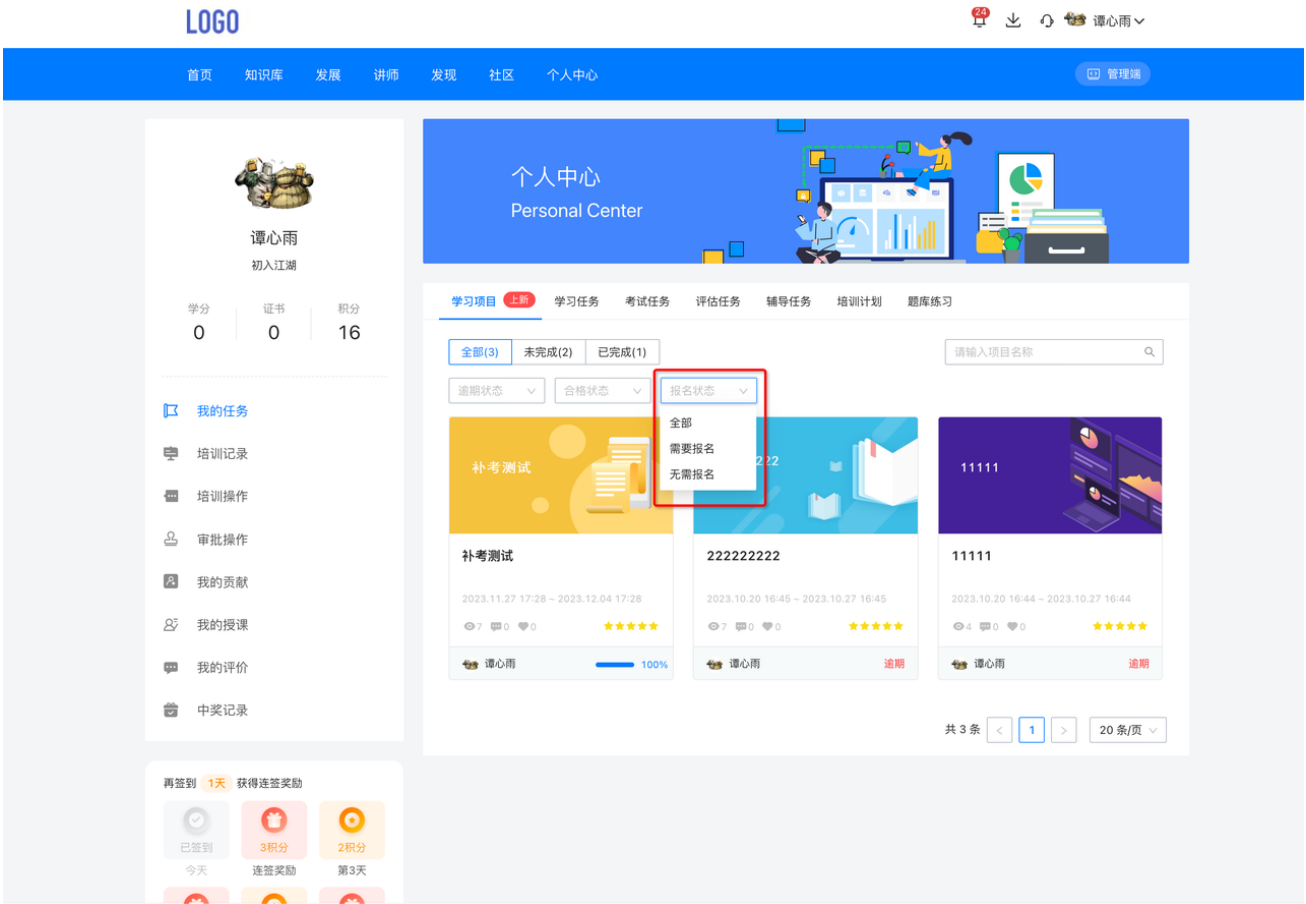 LOGO
24
谭心雨
首页 知识库 发展 讲师 发现 社区 个人中心
管理端
谭心雨
初入江湖
学分 证书 积分
0 0 16
我的任务
培训记录
培训操作
审批操作
我的贡献
我的授课
我的评价
中奖记录
再签到 1天 获得连签奖励
已签到 3积分 2积分
今天 连签奖励 第3天
个人中心
Personal Center
学习项目 上新 学习任务 考试任务 评估任务 辅导任务 培训计划 题库练习
全部(3) 未完成(2) 已完成(1)
请输入项目名称
逾期状态 合格状态 报名状态
全部
需要报名
无需报名
补考测试
222
11111
补考测试 222222222 11111
2023.11.27 17:28 ~ 2023.12.04 17:28 2023.10.20 16:45 ~ 2023.10.27 16:45 2023.10.20 16:44 ~ 2023.10.27 16:44
7 0 0 7 0 0 4 0 0
谭心雨 100% 谭心雨 逾期 谭心雨 逾期
共 3 条 < 1 > 20 条/页